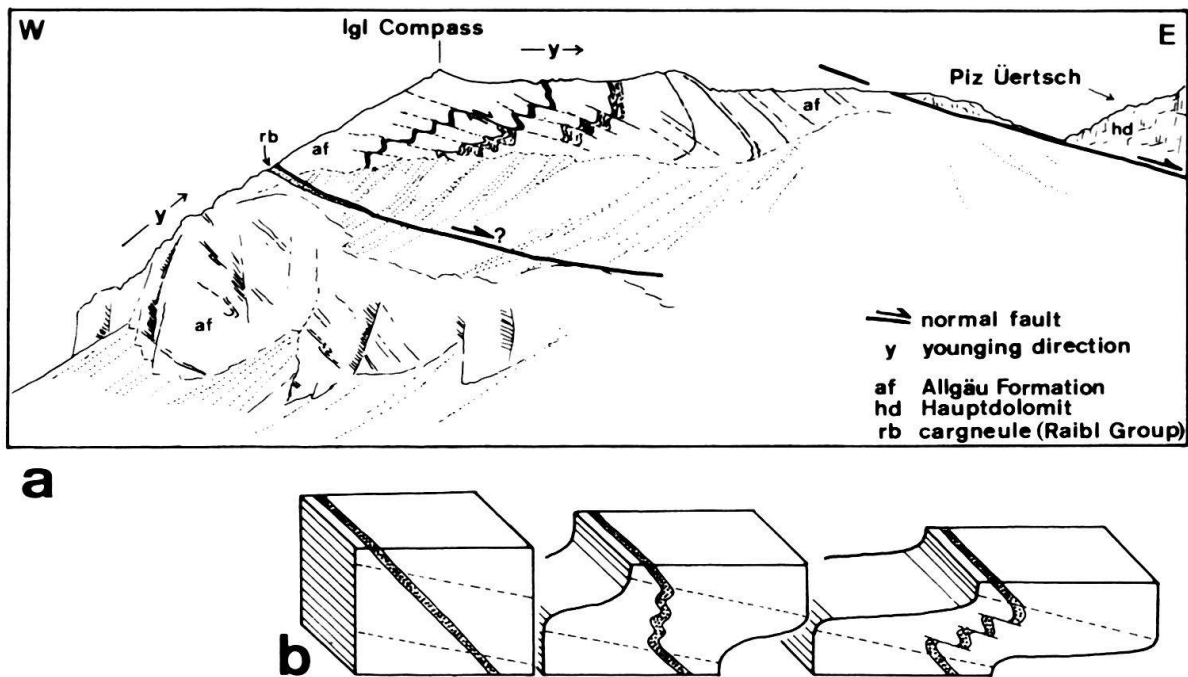 W
E
Igl Compass
y →
Piz Üertsch
rb
af
af
hd
y
?
af
normal fault
y younging direction
af Allgäu Formation
hd Hauptdolomit
rb cargneule (Raibl Group)
a
b